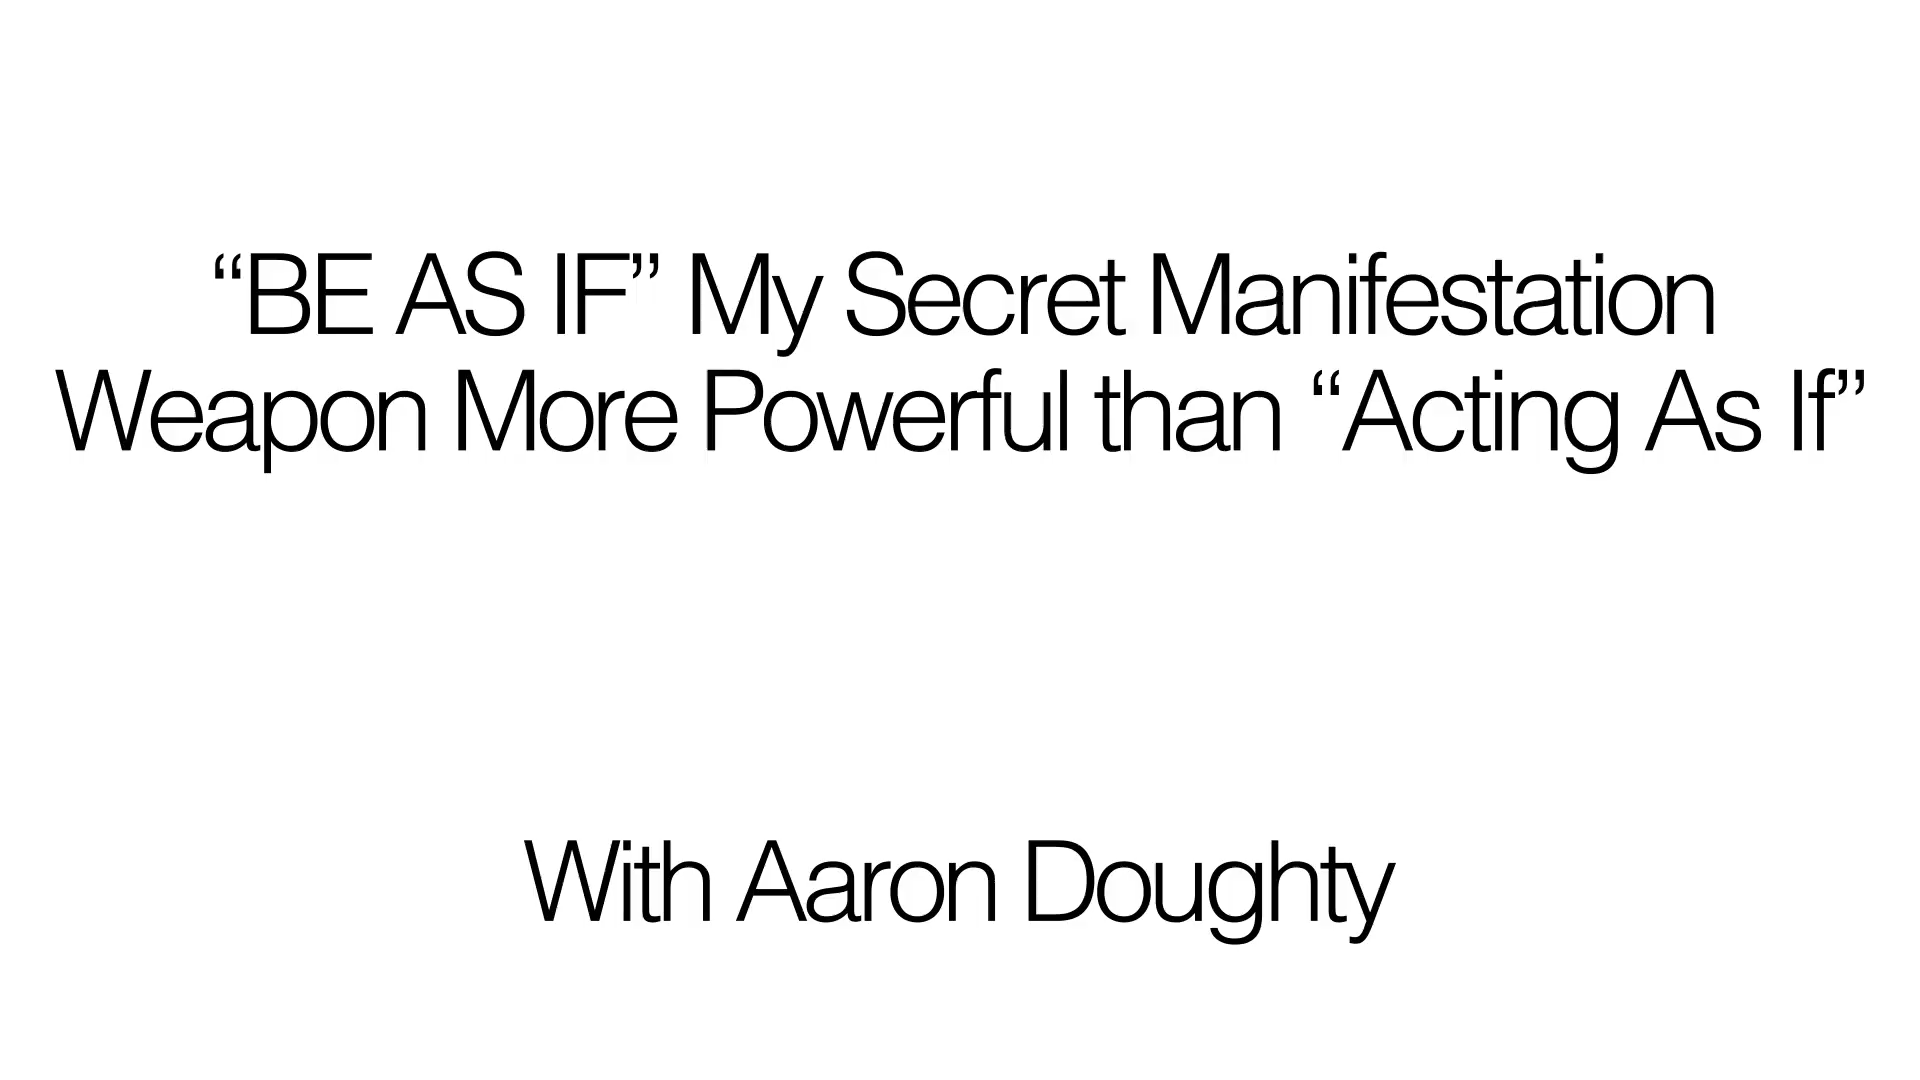 “BE AS IF” My Secret Manifestation
Weapon More Powerful than “Acting As If”
With Aaron Doughty